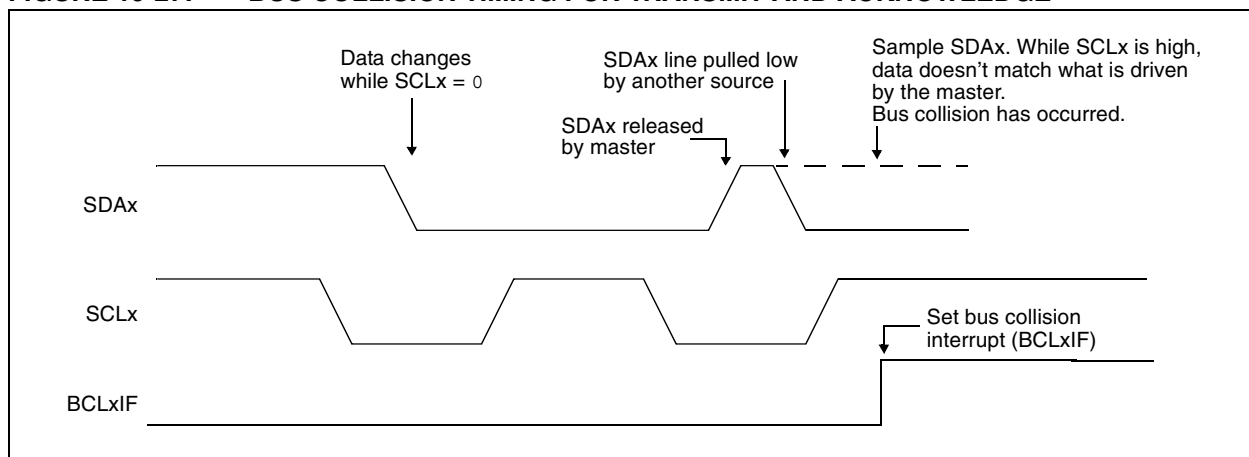 Data changes
while SCLx = 0
SDAx line pulled low
by another source
Sample SDAx. While SCLx is high,
data doesn't match what is driven
by the master.
Bus collision has occurred.
SDAx released
by master
SDAx
SCLx
Set bus collision
interrupt (BCLxIF)
BCLxIF